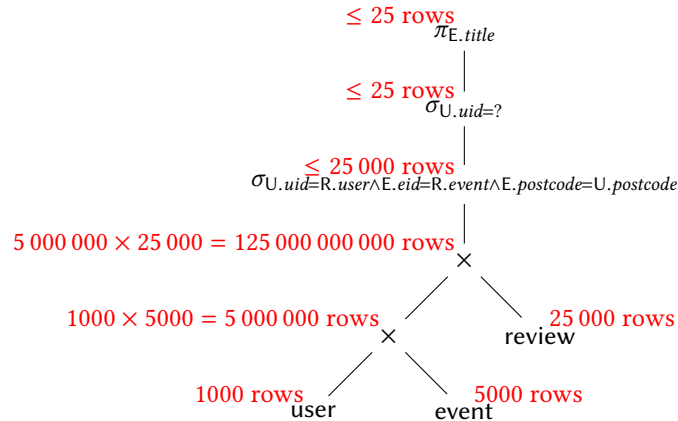 ≤ 25 rows
π_E.title
≤ 25 rows
σ_U.uid=?
≤ 25 000 rows
σ_U.uid=R.user∧E.eid=R.event∧E.postcode=U.postcode
5 000 000 × 25 000 = 125 000 000 000 rows
×
1000 × 5000 = 5 000 000 rows
×
25 000 rows
review
1000 rows
user
5000 rows
event